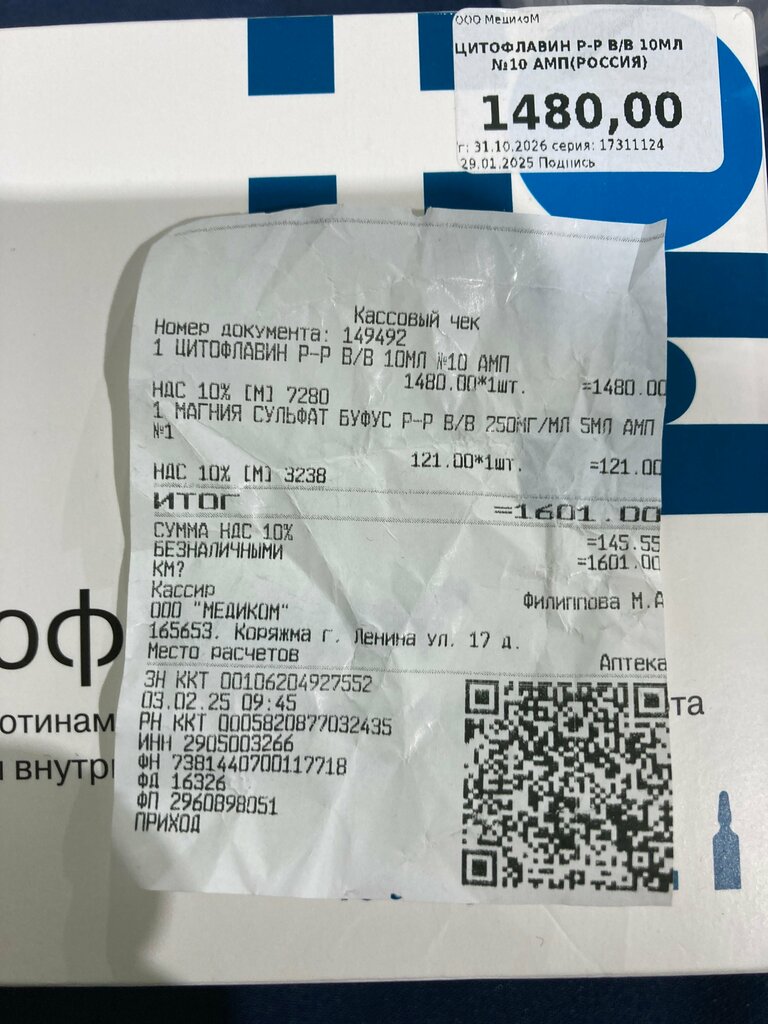 ООО МедикоМ
ЦИТОФЛАВИН Р-Р В/В 10МЛ
№10 АМП(РОССИЯ)
1480,00
г: 31.10.2026 серия: 17311124
29.01.2025 Подпись
Кассовый чек
Номер документа: 149492
1 ЦИТОФЛАВИН Р-Р В/В 10МЛ №10 АМП
1480.00*1шт. =1480.00
НДС 10% [М] 7280
1 МАГНИЯ СУЛЬФАТ БУФУС Р-Р В/В 250МГ/МЛ 5МЛ АМП
№1
121.00*1шт. =121.00
НДС 10% [М] 3238
ИТОГ =1601.00
СУММА НДС 10% =145.55
БЕЗНАЛИЧНЫМИ =1601.00
КМ?
Кассир Филиппова М.А
ООО "МЕДИКОМ"
165653. Коряжма г. Ленина ул. 17 д.
Место расчетов Аптека
ЗН ККТ 00106204927552
03.02.25 09:45
РН ККТ 0005820877032435
ИНН 2905003266
ФН 7381440700117718
ФД 16326
ФП 2960898051
ПРИХОД
оф
отинам
та
внутри